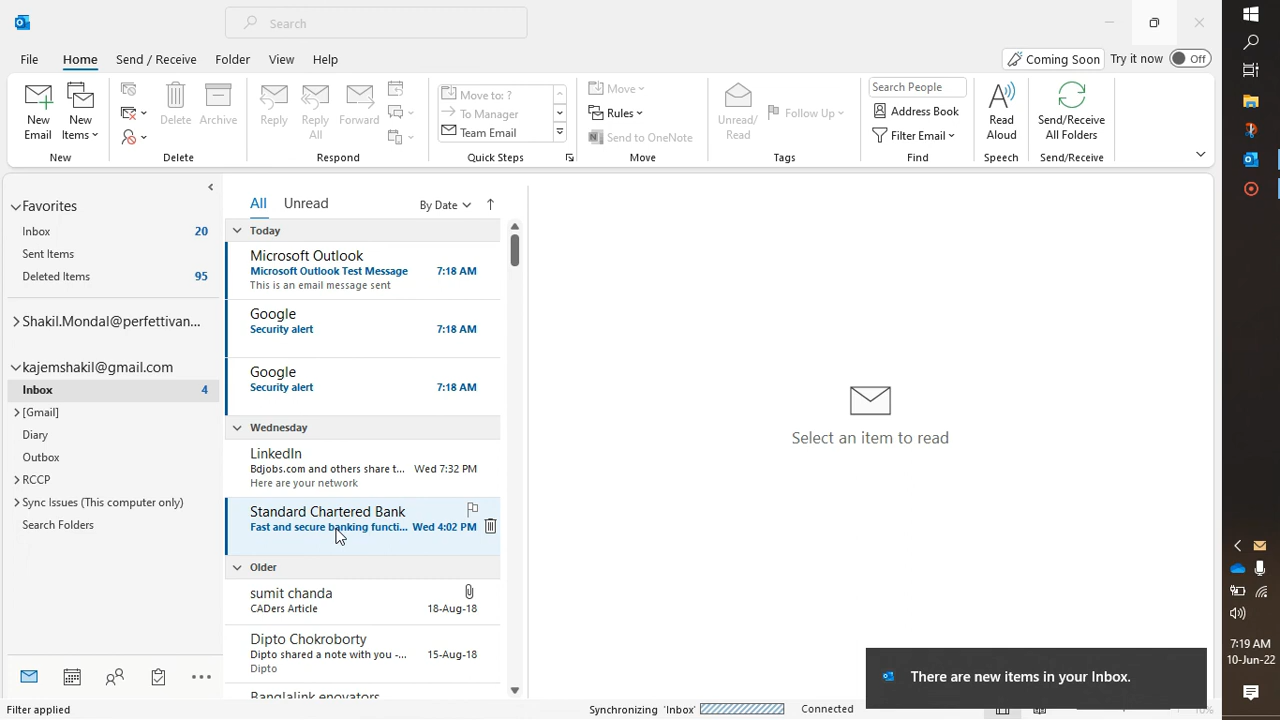 Search
File Home Send / Receive Folder View Help
Coming Soon Try it now Off
New Email
New Items
New
Delete
Archive
Delete
Reply
Reply All
Forward
Respond
Move to: ?
To Manager
Team Email
Quick Steps
Move
Rules
Send to OneNote
Move
Unread/ Read
Follow Up
Tags
Search People
Address Book
Filter Email
Find
Read Aloud
Speech
Send/Receive All Folders
Send/Receive
Favorites
Inbox 20
Sent Items
Deleted Items 95
Shakil.Mondal@perfettivan...
kajemshakil@gmail.com
Inbox 4
[Gmail]
Diary
Outbox
RCCP
Sync Issues (This computer only)
Search Folders
All Unread By Date
Today
Microsoft Outlook
Microsoft Outlook Test Message 7:18 AM
This is an email message sent
Google
Security alert 7:18 AM
Google
Security alert 7:18 AM
Wednesday
LinkedIn
Bdjobs.com and others share t... Wed 7:32 PM
Here are your network
Standard Chartered Bank
Fast and secure banking functi... Wed 4:02 PM
Older
sumit chanda
CADers Article 18-Aug-18
Dipto Chokroborty
Dipto shared a note with you -... 15-Aug-18
Dipto
Banglalink enovators
Select an item to read
There are new items in your Inbox.
Filter applied
Synchronizing 'Inbox'
Connected
7:19 AM
10-Jun-22